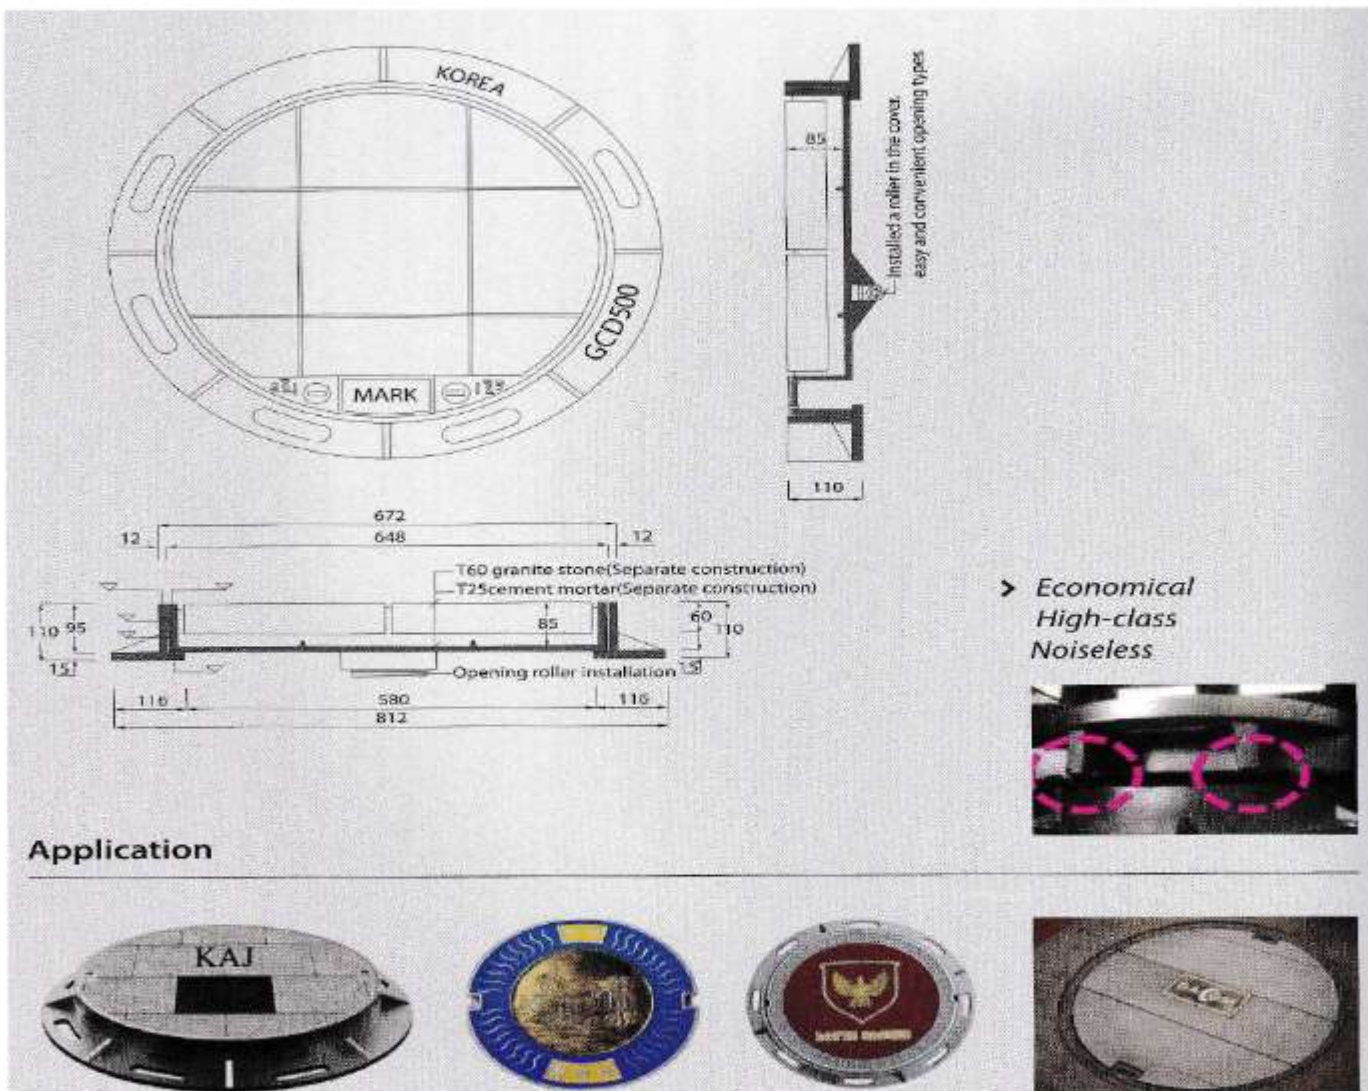 KOREA
GCD500
MARK
85
Installed a roller in the cover.
easy and convenient opening types
110
672
12
648
12
T60 granite stone(Separate construction)
T25cement mortar(Separate construction)
110
95
85
60
110
15
15
Opening roller installation
116
580
116
812
> Economical
High-class
Noiseless
Application
KAJ